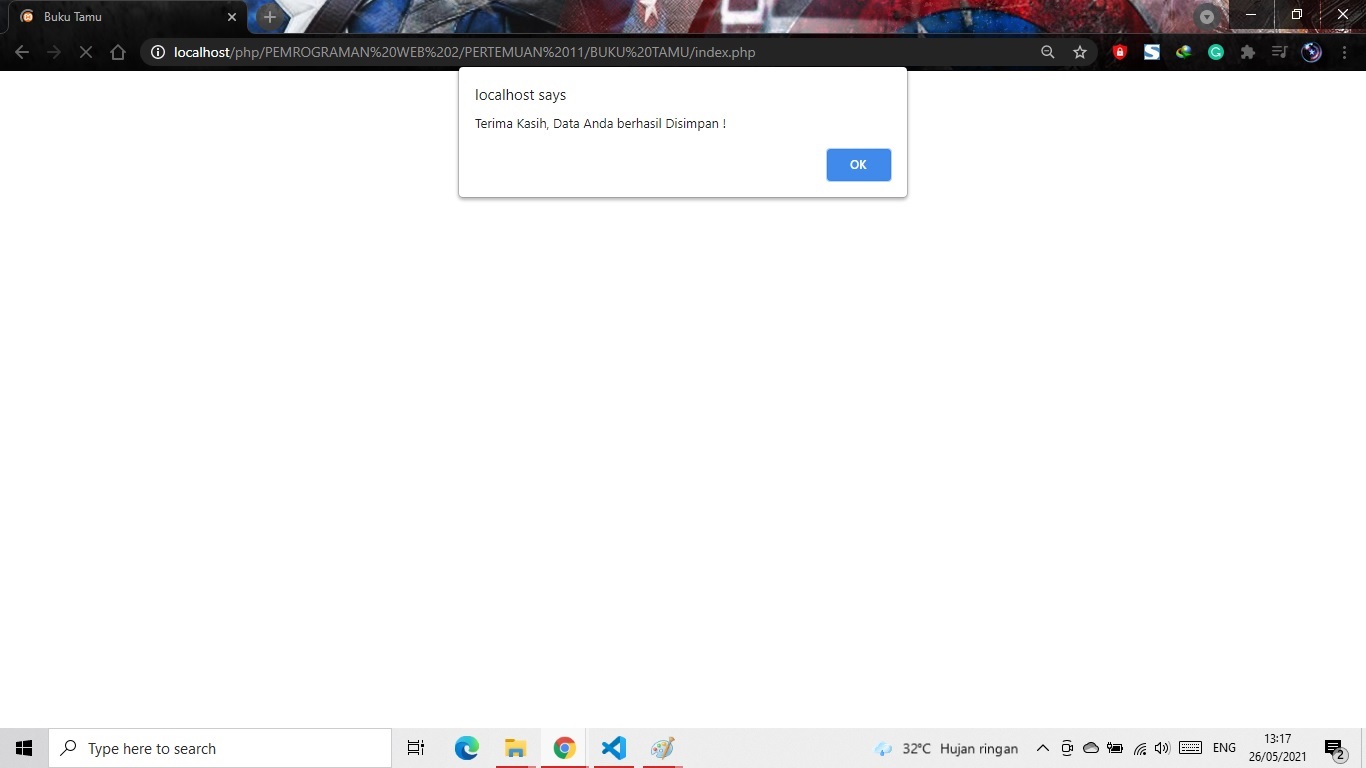 Buku Tamu
localhost/php/PEMROGRAMAN%20WEB%202/PERTEMUAN%2011/BUKU%20TAMU/index.php
localhost says
Terima Kasih, Data Anda berhasil Disimpan !
OK
Type here to search
32°C Hujan ringan
ENG
13:17
26/05/2021
2